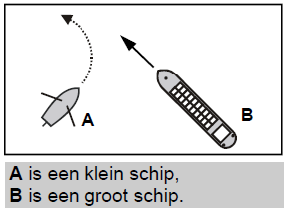 A
B
A is een klein schip,
B is een groot schip.